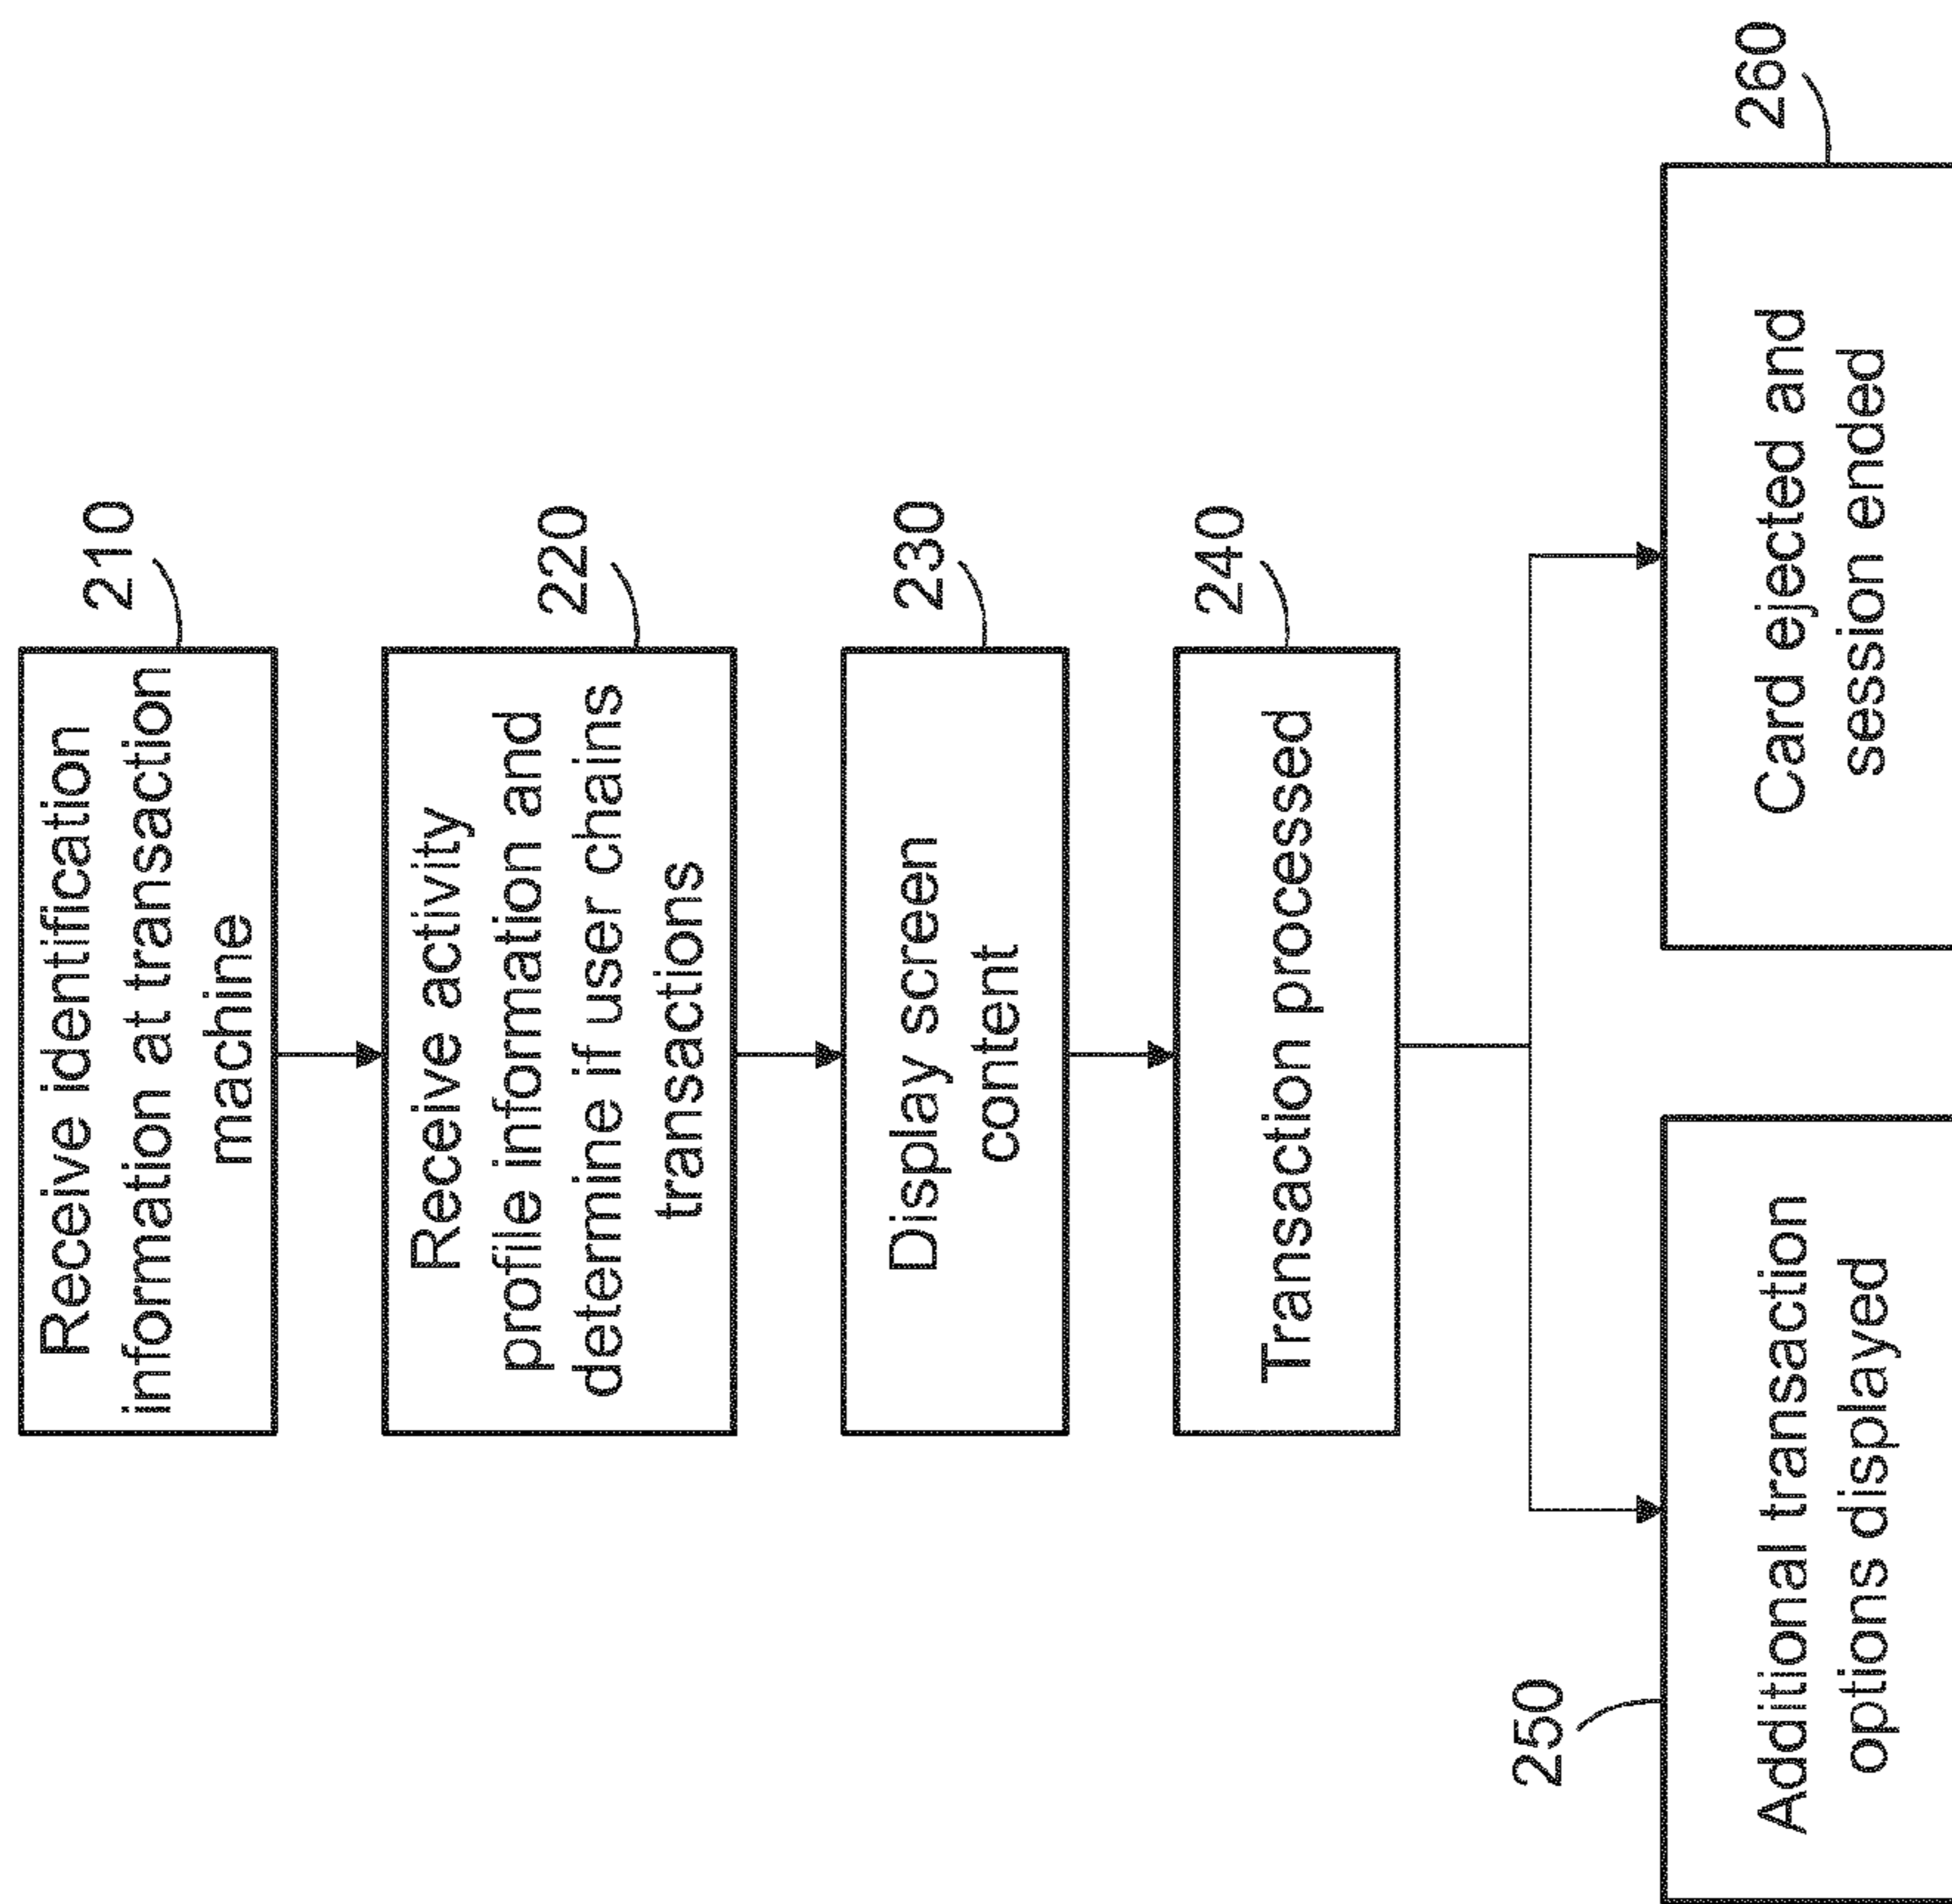 Receive identification
information at transaction
machine
210
Receive activity
profile information and
determine if user chains
transactions
220
Display screen
content
230
Transaction processed
240
250
Additional transaction
options displayed
260
Card ejected and
session ended